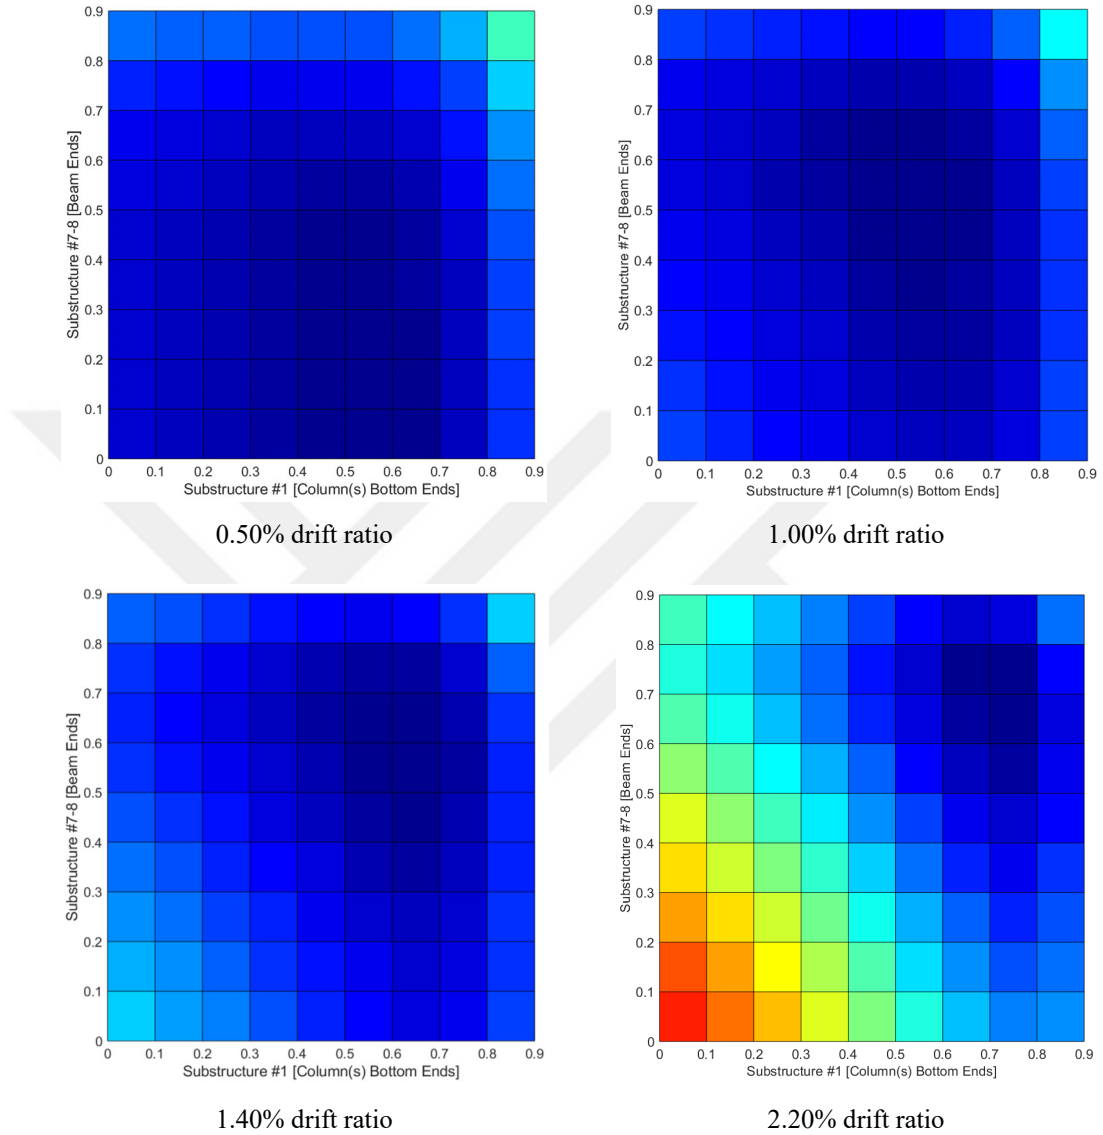 0.9
0.8
0.7
0.6
0.5
0.4
0.3
0.2
0.1
0
Substructure #7-8 [Beam Ends]
0 0.1 0.2 0.3 0.4 0.5 0.6 0.7 0.8 0.9
Substructure #1 [Column(s) Bottom Ends]
0.50% drift ratio
0.9
0.8
0.7
0.6
0.5
0.4
0.3
0.2
0.1
0
Substructure #7-8 [Beam Ends]
0 0.1 0.2 0.3 0.4 0.5 0.6 0.7 0.8 0.9
Substructure #1 [Column(s) Bottom Ends]
1.00% drift ratio
0.9
0.8
0.7
0.6
0.5
0.4
0.3
0.2
0.1
0
Substructure #7-8 [Beam Ends]
0 0.1 0.2 0.3 0.4 0.5 0.6 0.7 0.8 0.9
Substructure #1 [Column(s) Bottom Ends]
1.40% drift ratio
0.9
0.8
0.7
0.6
0.5
0.4
0.3
0.2
0.1
0
Substructure #7-8 [Beam Ends]
0 0.1 0.2 0.3 0.4 0.5 0.6 0.7 0.8 0.9
Substructure #1 [Column(s) Bottom Ends]
2.20% drift ratio